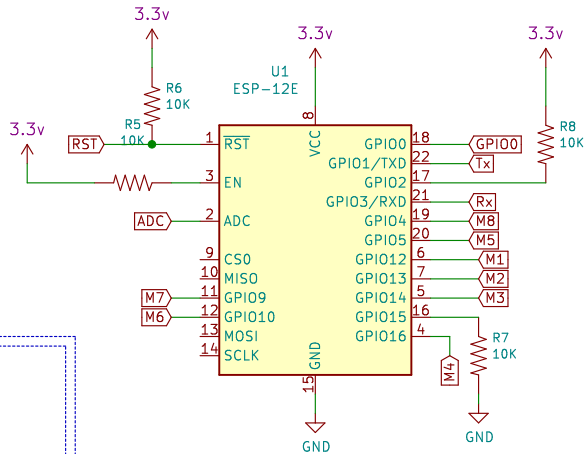 3.3v
3.3v
3.3v
U1
ESP-12E
R6
10K
R5
10K
3.3v
R8
10K
RST
1
RST
8
VCC
GPIO0
18
GPIO0
GPIO1/TXD
22
Tx
3
EN
GPIO2
17
GPIO3/RXD
21
Rx
ADC
2
ADC
GPIO4
19
M8
GPIO5
20
M5
9
CS0
GPIO12
6
M1
10
MISO
GPIO13
7
M2
M7
11
GPIO9
GPIO14
5
M3
M6
12
GPIO10
GPIO15
16
13
MOSI
GPIO16
4
14
SCLK
GND
15
M4
R7
10K
GND
GND